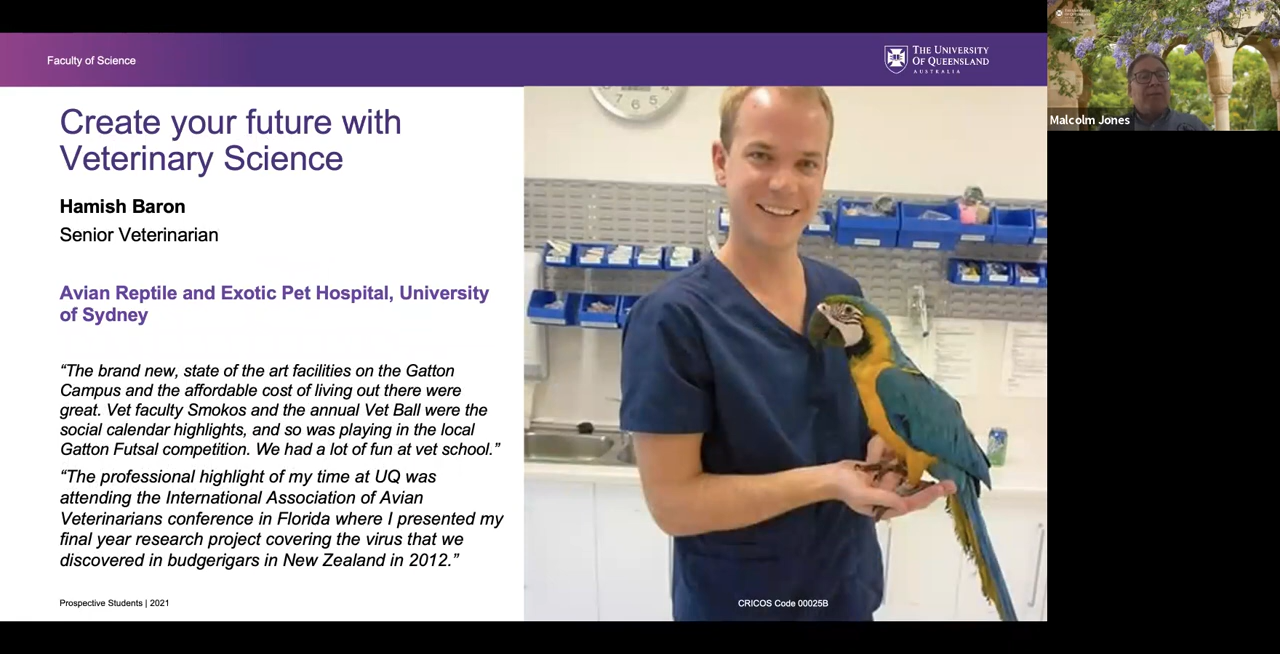 Faculty of Science
THE UNIVERSITY
OF QUEENSLAND
AUSTRALIA
Create your future with
Veterinary Science
Hamish Baron
Senior Veterinarian
Avian Reptile and Exotic Pet Hospital, University
of Sydney
“The brand new, state of the art facilities on the Gatton
Campus and the affordable cost of living out there were
great. Vet faculty Smokos and the annual Vet Ball were the
social calendar highlights, and so was playing in the local
Gatton Futsal competition. We had a lot of fun at vet school.”
“The professional highlight of my time at UQ was
attending the International Association of Avian
Veterinarians conference in Florida where I presented my
final year research project covering the virus that we
discovered in budgerigars in New Zealand in 2012.”
Prospective Students | 2021
CRICOS Code 00025B
Malcolm Jones